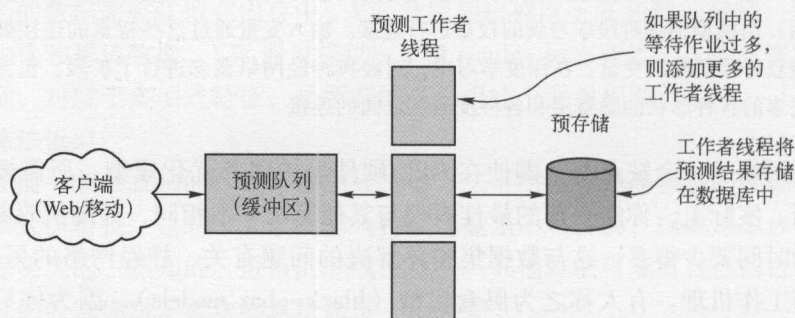 预测工作者
线程
如果队列中的
等待作业过多，
则添加更多的
工作者线程
预存储
工作者线程将
预测结果存储
在数据库中
客户端
(Web/移动)
预测队列
(缓冲区)